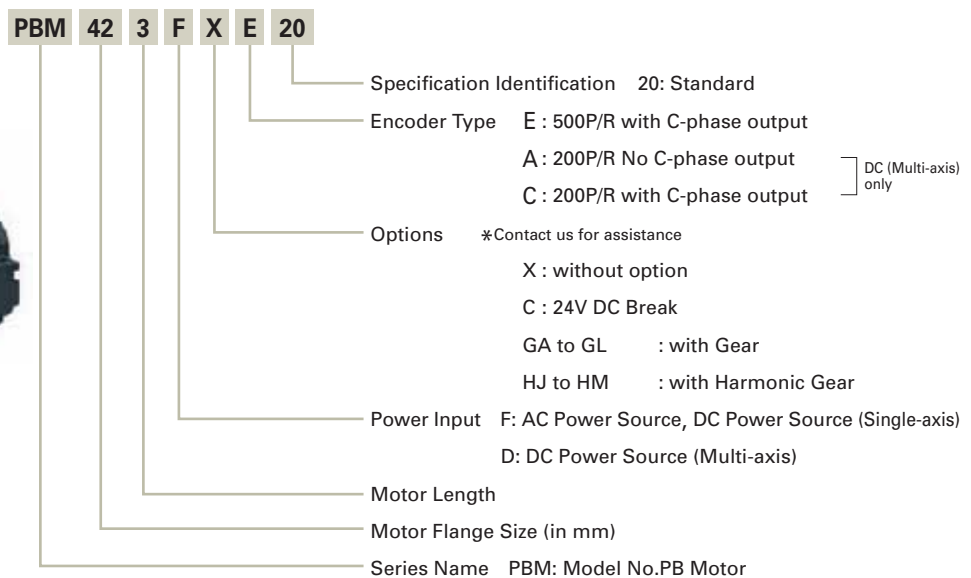 PBM 42 3 F X E 20
Specification Identification 20: Standard
Encoder Type E : 500P/R with C-phase output
A : 200P/R No C-phase output
C : 200P/R with C-phase output
DC (Multi-axis)
only
Options *Contact us for assistance
X : without option
C : 24V DC Break
GA to GL : with Gear
HJ to HM : with Harmonic Gear
Power Input F: AC Power Source, DC Power Source (Single-axis)
D: DC Power Source (Multi-axis)
Motor Length
Motor Flange Size (in mm)
Series Name PBM: Model No.PB Motor